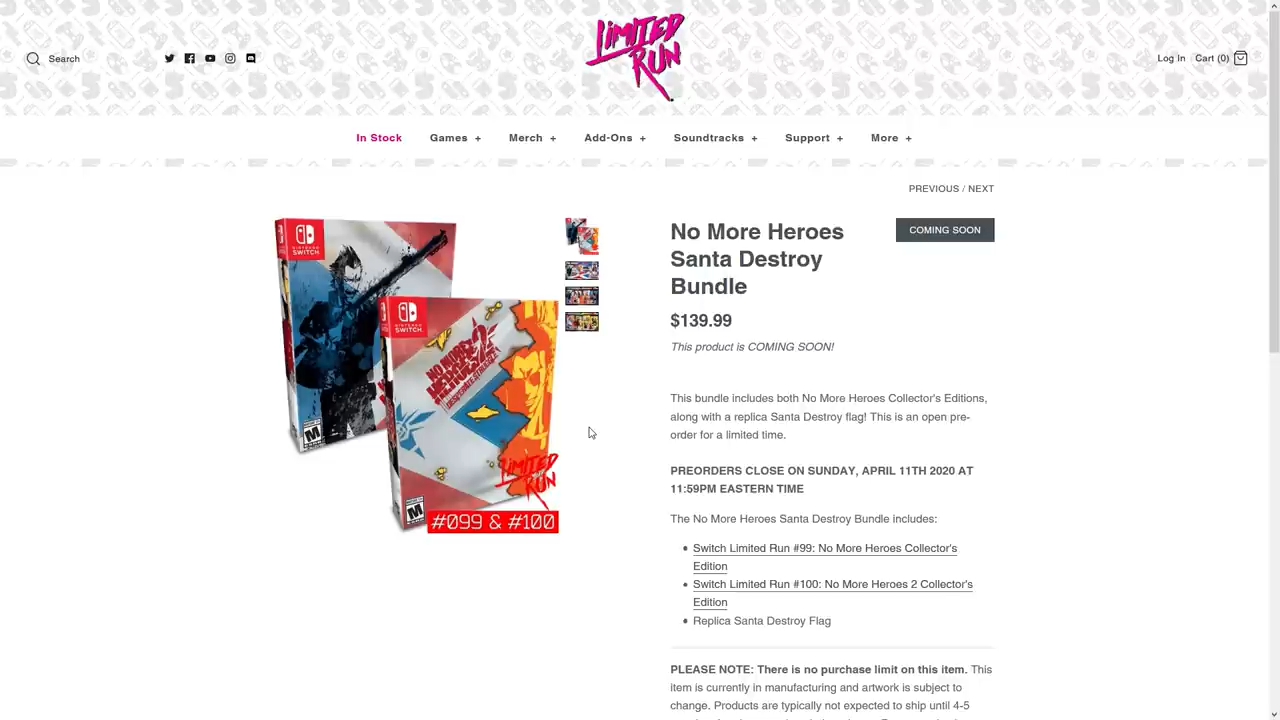 LIMITED RUN
Search
Log In
Cart (0)
In Stock
Games +
Merch +
Add-Ons +
Soundtracks +
Support +
More +
PREVIOUS / NEXT
NINTENDO SWITCH
NINTENDO SWITCH
NO MORE HEROES 2
DESPERATE STRUGGLE
M
M
LIMITED RUN
#099 & #100
No More Heroes
Santa Destroy
Bundle
COMING SOON
$139.99
This product is COMING SOON!
This bundle includes both No More Heroes Collector's Editions,
along with a replica Santa Destroy flag! This is an open pre-
order for a limited time.
PREORDERS CLOSE ON SUNDAY, APRIL 11TH 2020 AT
11:59PM EASTERN TIME
The No More Heroes Santa Destroy Bundle includes:
Switch Limited Run #99: No More Heroes Collector's
Edition
Switch Limited Run #100: No More Heroes 2 Collector's
Edition
Replica Santa Destroy Flag
PLEASE NOTE: There is no purchase limit on this item. This
item is currently in manufacturing and artwork is subject to
change. Products are typically not expected to ship until 4-5